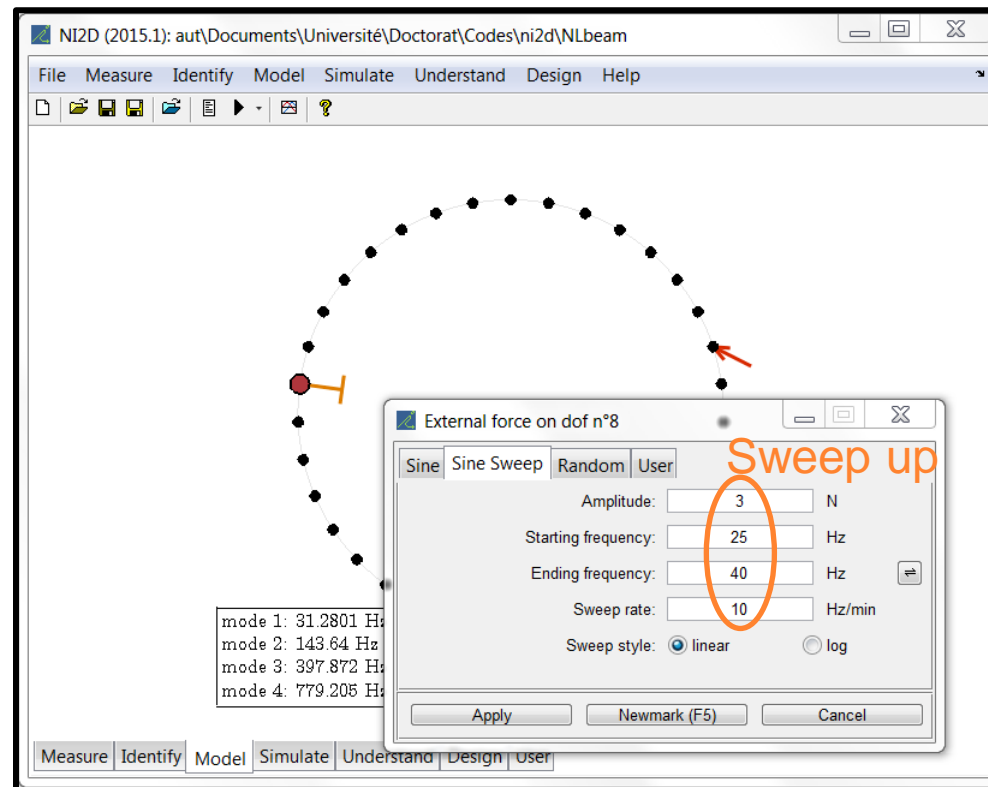 NI2D (2015.1): aut\Documents\Université\Doctorat\Codes\ni2d\NLbeam
File Measure Identify Model Simulate Understand Design Help
External force on dof n°8
Sine Sine Sweep Random User
Sweep up
Amplitude: 3 N
Starting frequency: 25 Hz
Ending frequency: 40 Hz
Sweep rate: 10 Hz/min
Sweep style: linear log
Apply Newmark (F5) Cancel
mode 1: 31.2801 Hz
mode 2: 143.64 Hz
mode 3: 397.872 Hz
mode 4: 779.205 Hz
Measure Identify Model Simulate Understand Design User